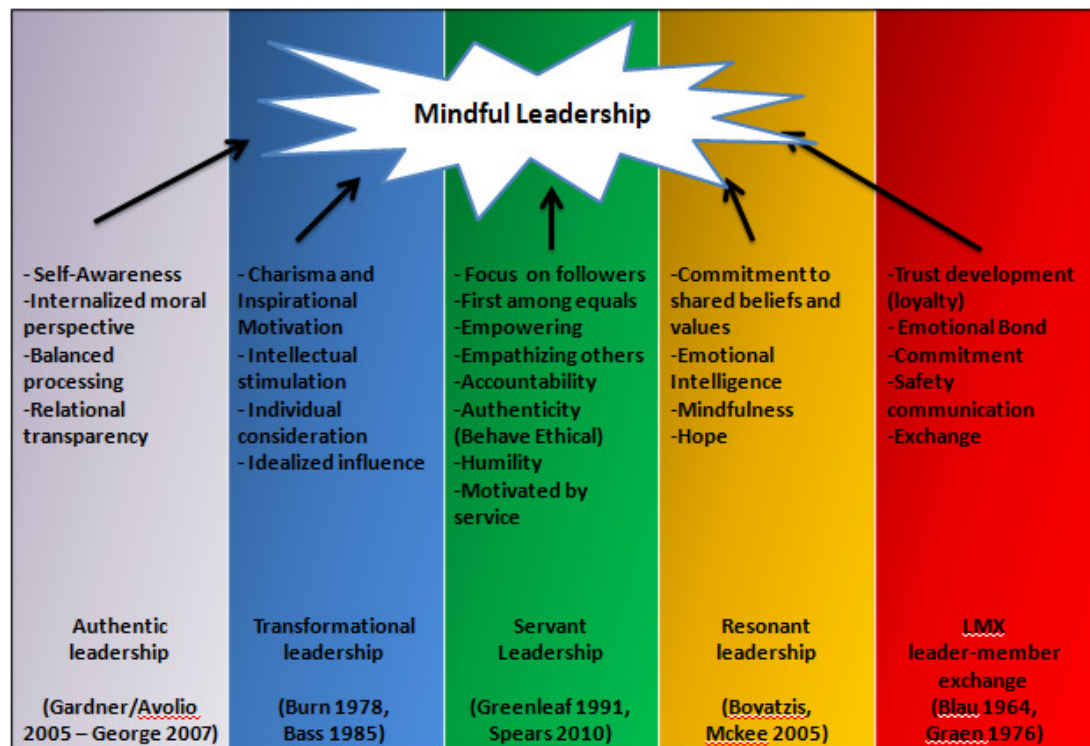 Mindful Leadership
- Self-Awareness
-Internalized moral
perspective
-Balanced
processing
-Relational
transparency
- Charisma and
Inspirational
Motivation
- Intellectual
stimulation
- Individual
consideration
- Idealized influence
- Focus on followers
-First among equals
-Empowering
-Empathizing others
-Accountability
-Authenticity
(Behave Ethical)
-Humility
-Motivated by
service
-Commitment to
shared beliefs and
values
-Emotional
Intelligence
-Mindfulness
-Hope
-Trust development
(loyalty)
- Emotional Bond
-Commitment
-Safety
communication
-Exchange
Authentic
leadership
(Gardner/Avolio
2005 – George 2007)
Transformational
leadership
(Burn 1978,
Bass 1985)
Servant
Leadership
(Greenleaf 1991,
Spears 2010)
Resonant
leadership
(Boyatzis,
Mckee 2005)
LMX
leader-member
exchange
(Blau 1964,
Graen 1976)